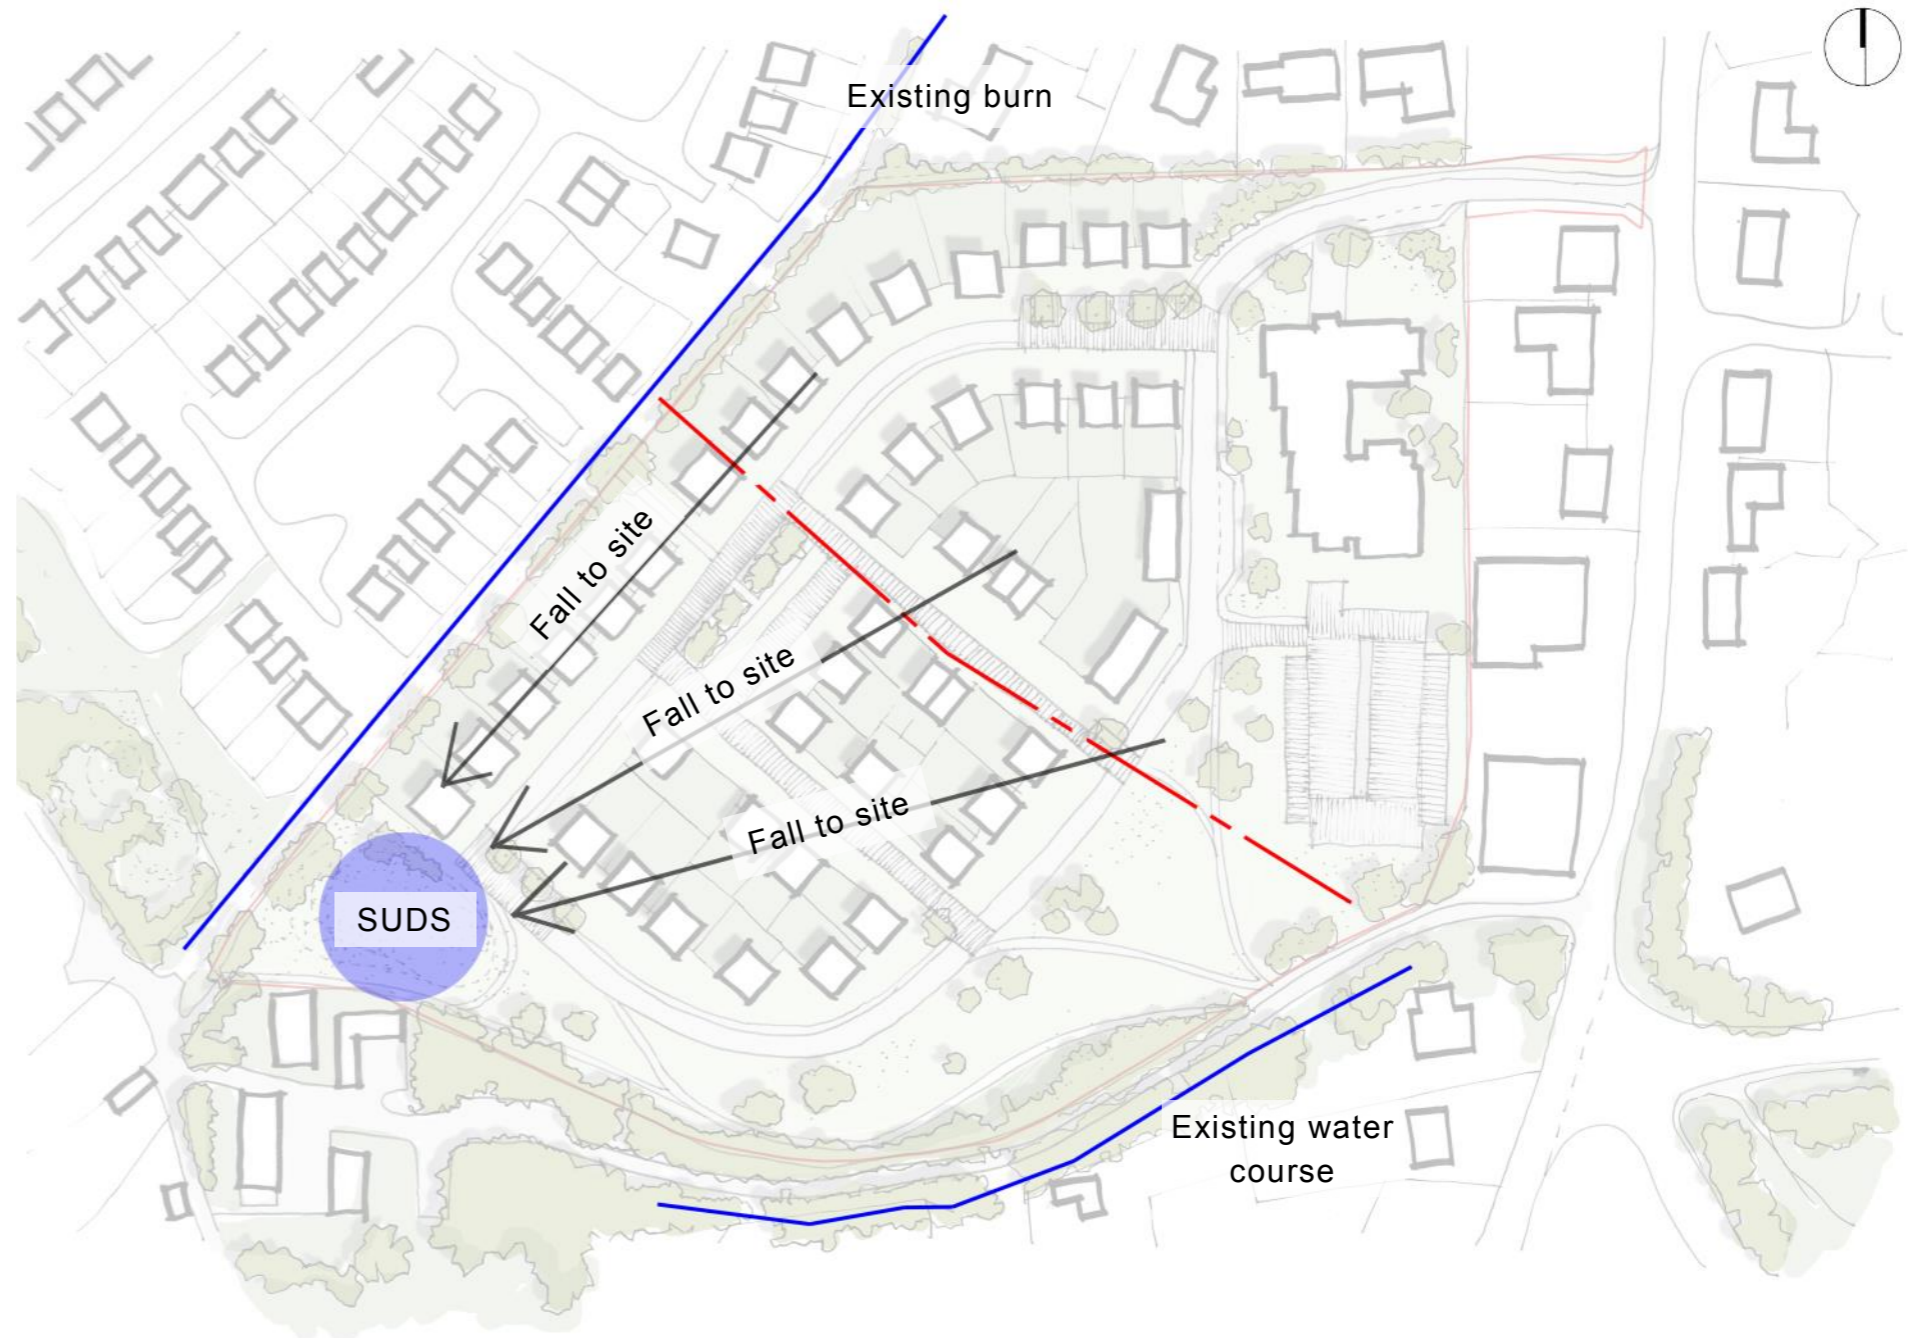 Existing burn
Fall to site
Fall to site
Fall to site
SUDS
Existing water
course